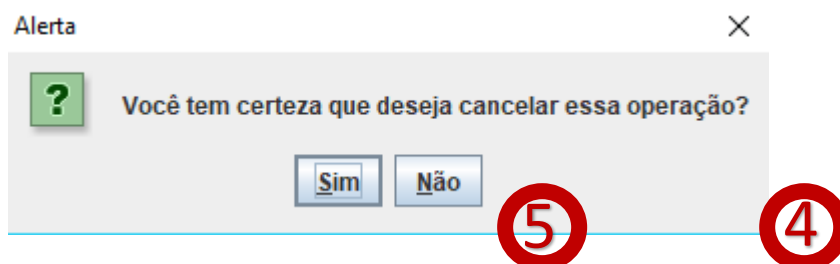 Alerta
?
Você tem certeza que deseja cancelar essa operação?
Sim Não
5 4